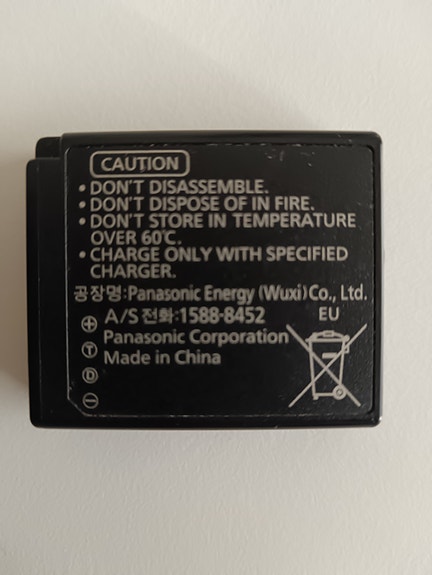 CAUTION
• DON'T DISASSEMBLE.
• DON'T DISPOSE OF IN FIRE.
• DON'T STORE IN TEMPERATURE
OVER 60℃.
• CHARGE ONLY WITH SPECIFIED
CHARGER.
공장명:Panasonic Energy (Wuxi)Co., Ltd.
A/S 전화:1588-8452 EU
Panasonic Corporation
Made in China
⊕
T
D
⊖